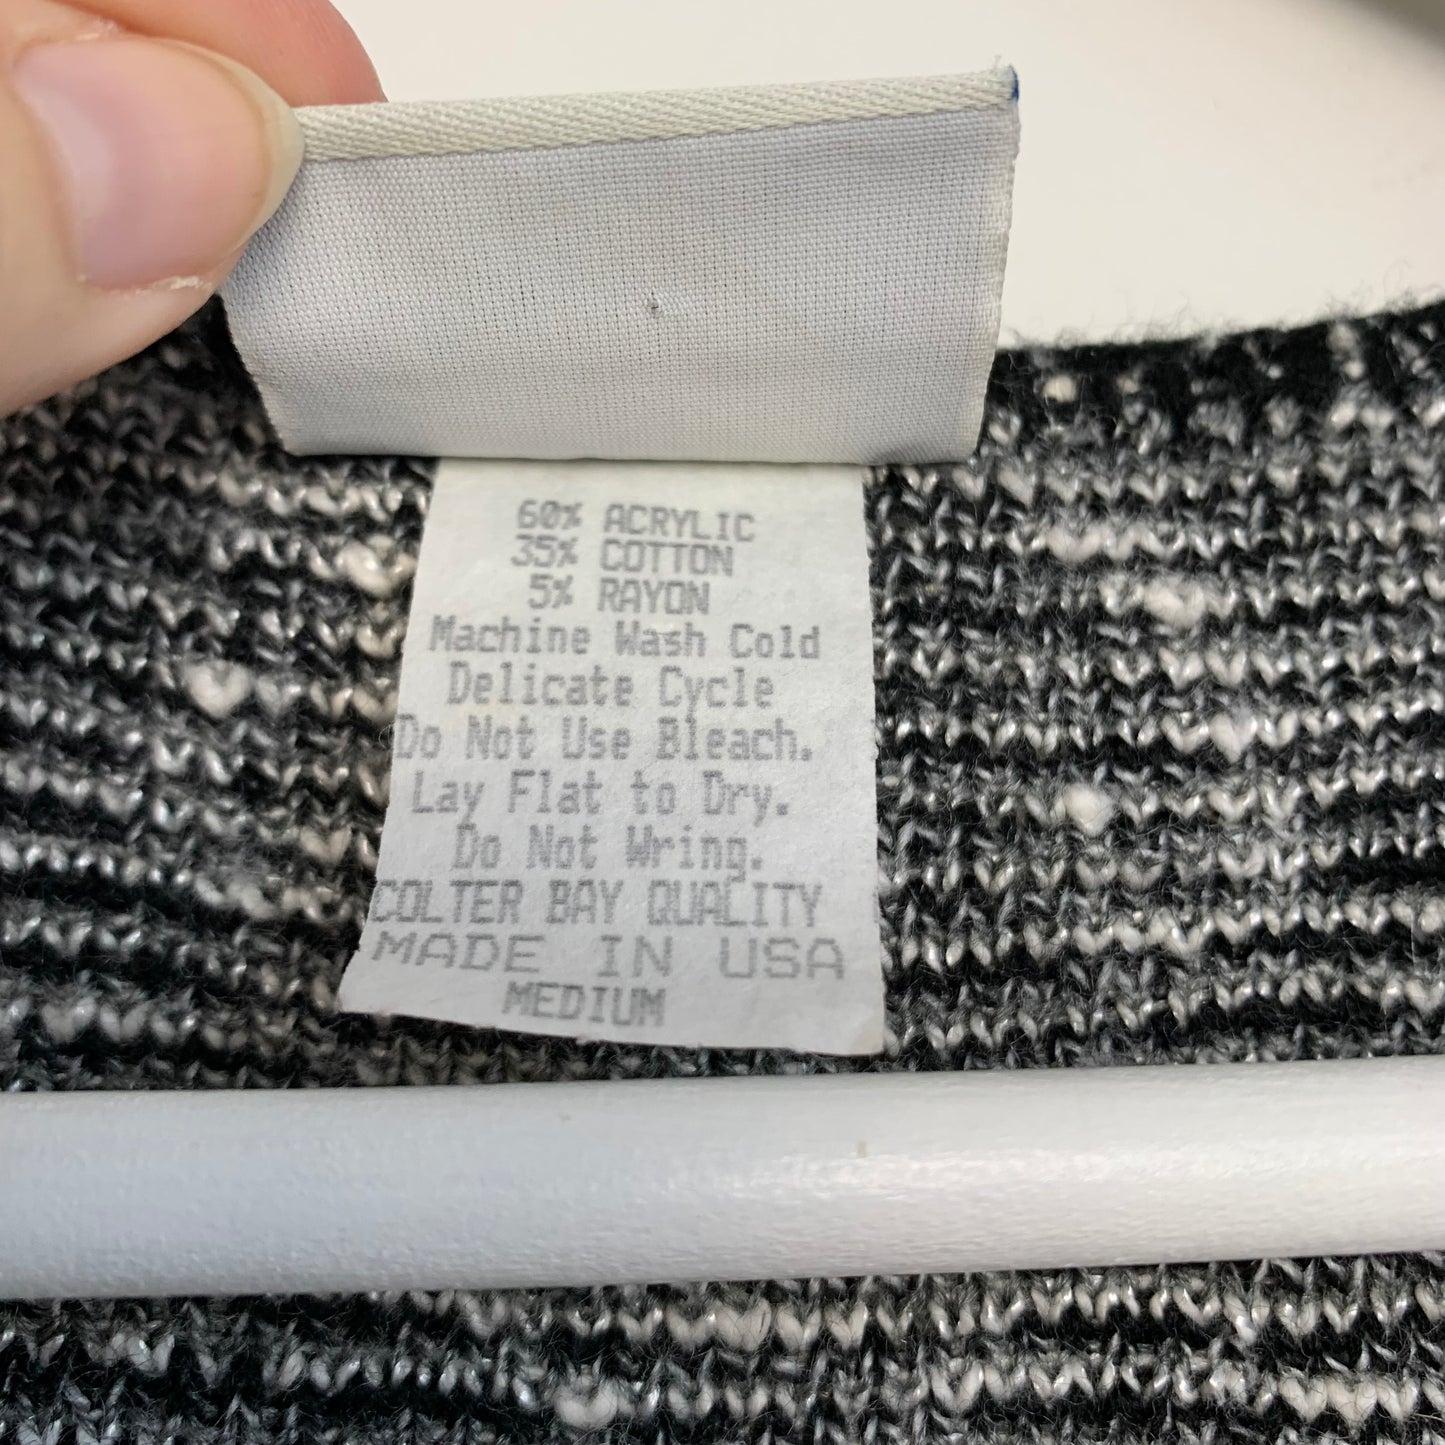 60% ACRYLIC
35% COTTON
5% RAYON
Machine Wash Cold
Delicate Cycle
Do Not Use Bleach.
Lay Flat to Dry.
Do Not Wring.
COLTER BAY QUALITY
MADE IN USA
MEDIUM